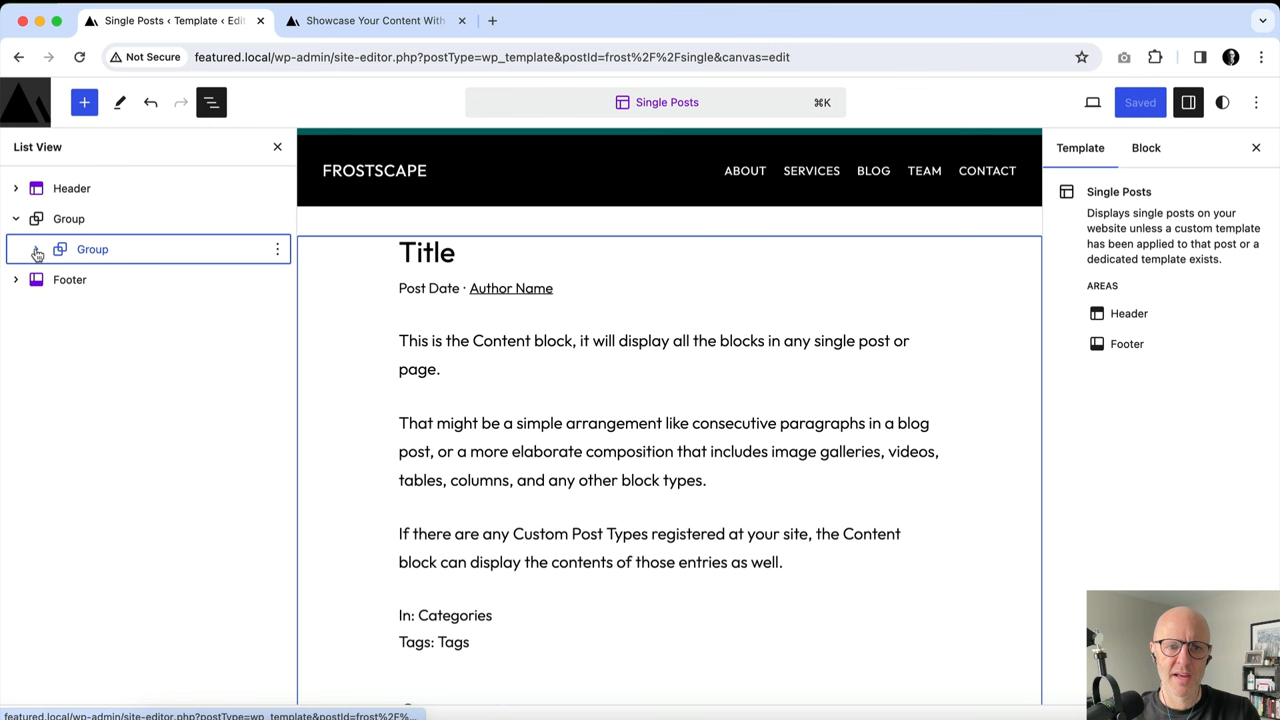 Single Posts ‹ Template ‹ Edit
Showcase Your Content With
Not Secure
featured.local/wp-admin/site-editor.php?postType=wp_template&postId=frost%2F%2Fsingle&canvas=edit
Single Posts
⌘K
Saved
List View
Header
Group
Group
Footer
FROSTSCAPE
ABOUT
SERVICES
BLOG
TEAM
CONTACT
Title
Post Date · Author Name
This is the Content block, it will display all the blocks in any single post or
page.
That might be a simple arrangement like consecutive paragraphs in a blog
post, or a more elaborate composition that includes image galleries, videos,
tables, columns, and any other block types.
If there are any Custom Post Types registered at your site, the Content
block can display the contents of those entries as well.
In: Categories
Tags: Tags
Template
Block
Single Posts
Displays single posts on your
website unless a custom template
has been applied to that post or a
dedicated template exists.
AREAS
Header
Footer
featured.local/wp-admin/site-editor.php?postType=wp_template&postId=frost%2F%...